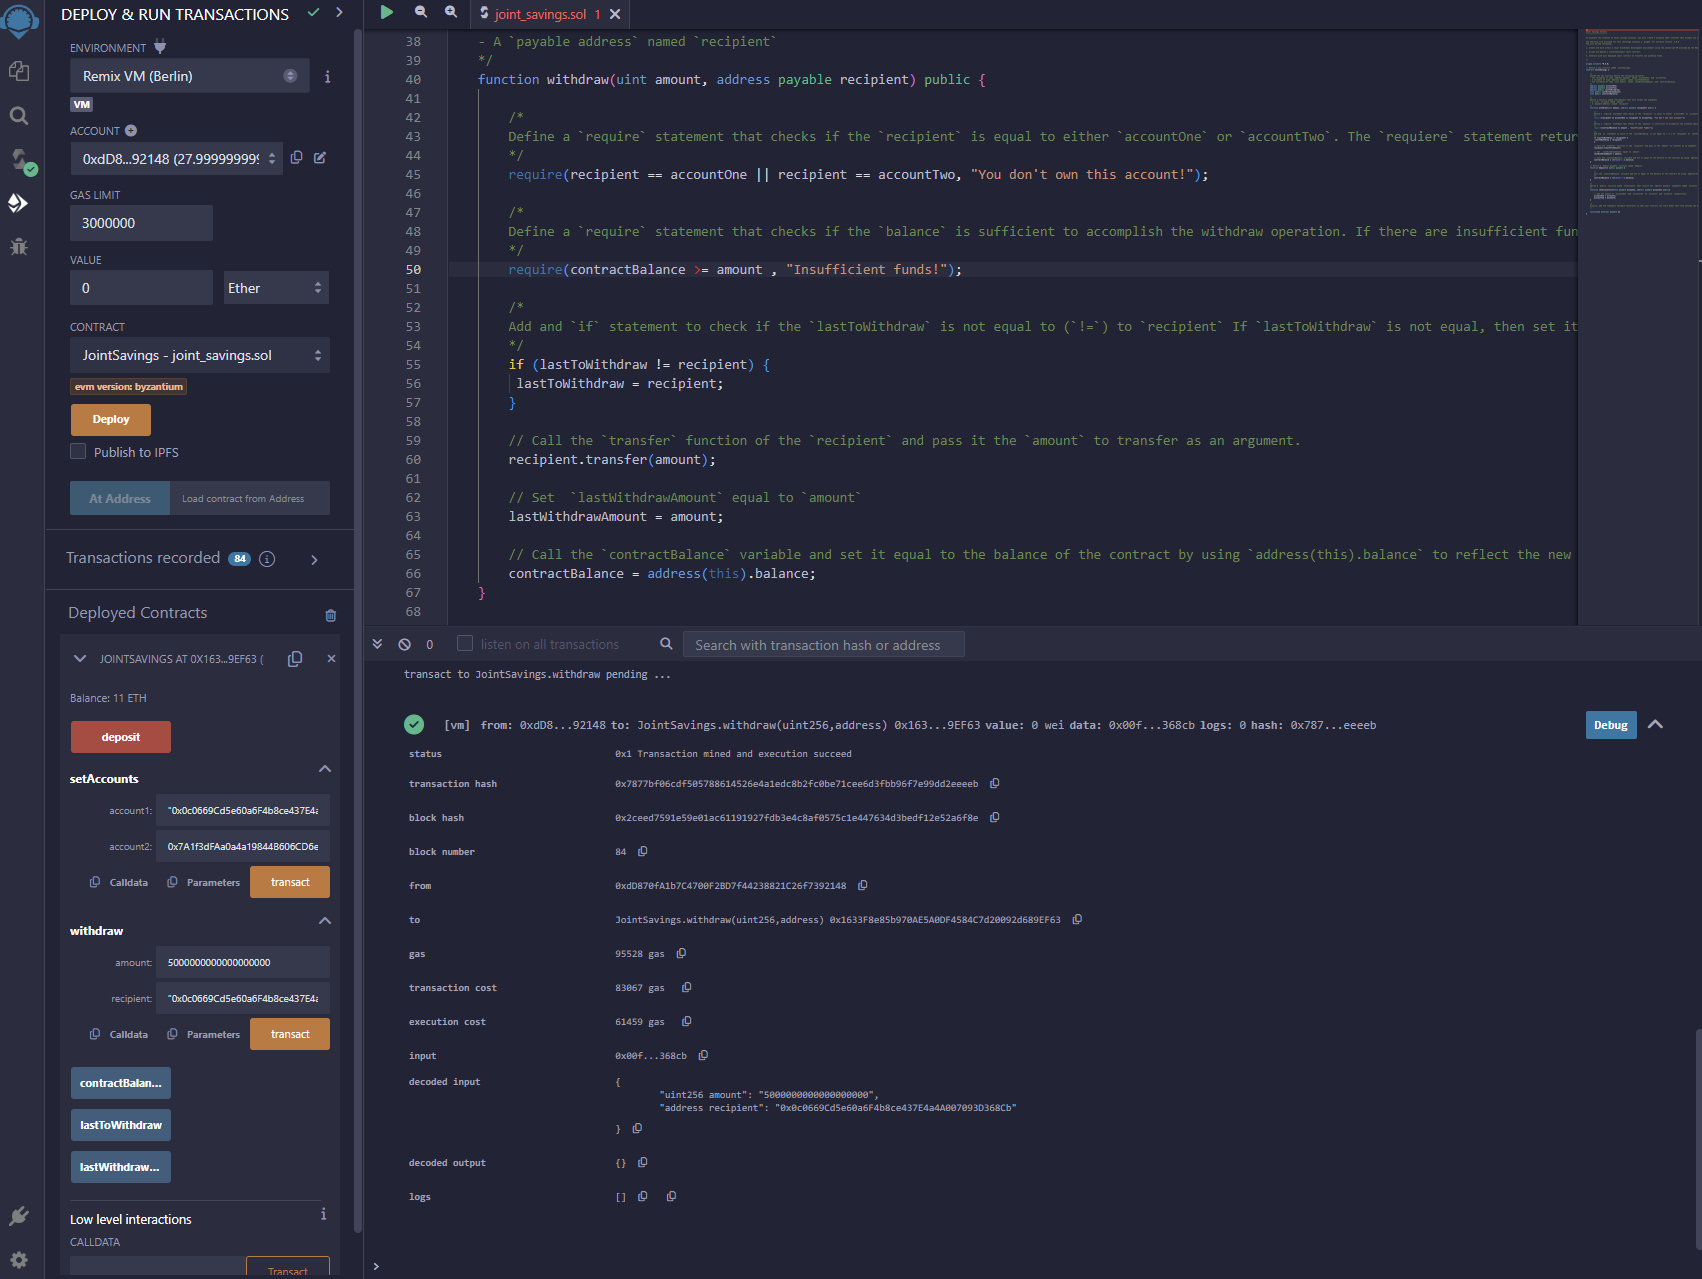 DEPLOY & RUN TRANSACTIONS
ENVIRONMENT
Remix VM (Berlin)
VM
ACCOUNT
0xdD8...92148 (27.999999999
GAS LIMIT
3000000
VALUE
0
Ether
CONTRACT
JointSavings - joint_savings.sol
evm version: byzantium
Deploy
Publish to IPFS
At Address
Load contract from Address
Transactions recorded 84
Deployed Contracts
JOINTSAVINGS AT 0X163...9EF63 (
Balance: 11 ETH
deposit
setAccounts
account1: "0x0c0669Cd5e60a6F4b8ce437E4a
account2: 0x7A1f3dFAa0a4a19844B606CD6e
Calldata Parameters transact
withdraw
amount: 5000000000000000000
recipient: "0x0c0669Cd5e60a6F4b8ce437E4a
Calldata Parameters transact
contractBalan...
lastToWithdraw
lastWithdraw...
Low level interactions
CALLDATA
Transact
joint_savings.sol 1
38 - A `payable address` named `recipient`
39 */
40 function withdraw(uint amount, address payable recipient) public {
41
42 /*
43 Define a `require` statement that checks if the `recipient` is equal to either `accountOne` or `accountTwo`. The `requiere` statement retur
44 */
45 require(recipient == accountOne || recipient == accountTwo, "You don't own this account!");
46
47 /*
48 Define a `require` statement that checks if the `balance` is sufficient to accomplish the withdraw operation. If there are insufficient fun
49 */
50 require(contractBalance >= amount , "Insufficient funds!");
51
52 /*
53 Add and `if` statement to check if the `lastToWithdraw` is not equal to (`!=`) to `recipient` If `lastToWithdraw` is not equal, then set it
54 */
55 if (lastToWithdraw != recipient) {
56 lastToWithdraw = recipient;
57 }
58
59 // Call the `transfer` function of the `recipient` and pass it the `amount` to transfer as an argument.
60 recipient.transfer(amount);
61
62 // Set  `lastWithdrawAmount` equal to `amount`
63 lastWithdrawAmount = amount;
64
65 // Call the `contractBalance` variable and set it equal to the balance of the contract by using `address(this).balance` to reflect the new
66 contractBalance = address(this).balance;
67 }
68
0 listen on all transactions Search with transaction hash or address
transact to JointSavings.withdraw pending ...
[vm] from: 0xdD8...92148 to: JointSavings.withdraw(uint256,address) 0x163...9EF63 value: 0 wei data: 0x00f...368cb logs: 0 hash: 0x787...eeeeb Debug
status 0x1 Transaction mined and execution succeed
transaction hash 0x7877bf06cdf505788614526e4a1edc8b2fc0be71cee6d3fbb96f7e99dd2eeeeb
block hash 0x2ceed7591e59e01ac61191927fdb3e4c8af0575c1e447634d3bedf12e52a6f8e
block number 84
from 0xdD870fA1b7C4700F2BD7f44238821C26f7392148
to JointSavings.withdraw(uint256,address) 0x1633F8e85b970AE5A0DF4584C7d20092d689EF63
gas 95528 gas
transaction cost 83067 gas
execution cost 61459 gas
input 0x00f...368cb
decoded input {
"uint256 amount": "5000000000000000000",
"address recipient": "0x0c0669Cd5e60a6F4b8ce437E4a4A007093D368Cb"
}
decoded output {}
logs []
>